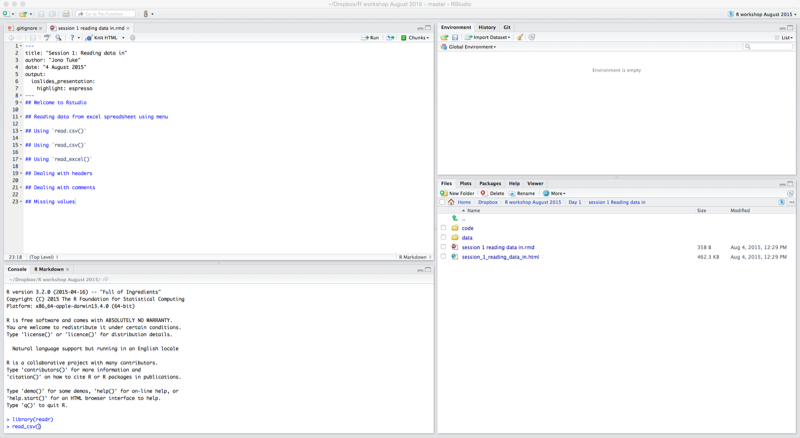 ~/Dropbox/R workshop August 2016 - master - RStudio
Go to file/function
R workshop August 2015
.gitignore
session 1 reading data in.rmd
Knit HTML
Run
Chunks
1 ---
2 title: "Session 1: Reading data in"
3 author: "Jono Tuke"
4 date: "4 August 2015"
5 output:
6 ioslides_presentation:
7 highlight: espresso
8 ---
9 ## Welcome to Rstudio
10
11 ## Reading data from excel spreadsheet using menu
12
13 ## Using `read.csv()`
14
15 ## Using `read_csv()`
16
17 ## Using `read_excel()`
18
19 ## Dealing with headers
20
21 ## Dealing with comments
22
23 ## Missing values
23:18 (Top Level) R Markdown
Console R Markdown
~/Dropbox/R workshop August 2015/
R version 3.2.0 (2015-04-16) -- "Full of Ingredients"
Copyright (C) 2015 The R Foundation for Statistical Computing
Platform: x86_64-apple-darwin13.4.0 (64-bit)
R is free software and comes with ABSOLUTELY NO WARRANTY.
You are welcome to redistribute it under certain conditions.
Type 'license()' or 'licence()' for distribution details.
Natural language support but running in an English locale
R is a collaborative project with many contributors.
Type 'contributors()' for more information and
'citation()' on how to cite R or R packages in publications.
Type 'demo()' for some demos, 'help()' for on-line help, or
'help.start()' for an HTML browser interface to help.
Type 'q()' to quit R.
> library(readr)
> read_csv()
Environment History Git
Import Dataset
List
Global Environment
Environment is empty
Files Plots Packages Help Viewer
New Folder Delete Rename More
Home Dropbox R workshop August 2015 Day 1 session 1 Reading data in
Name Size Modified
..
code
data
session 1 reading data in.rmd 358 B Aug 4, 2015, 12:29 PM
session_1_reading_data_in.html 462.3 KB Aug 4, 2015, 12:29 PM